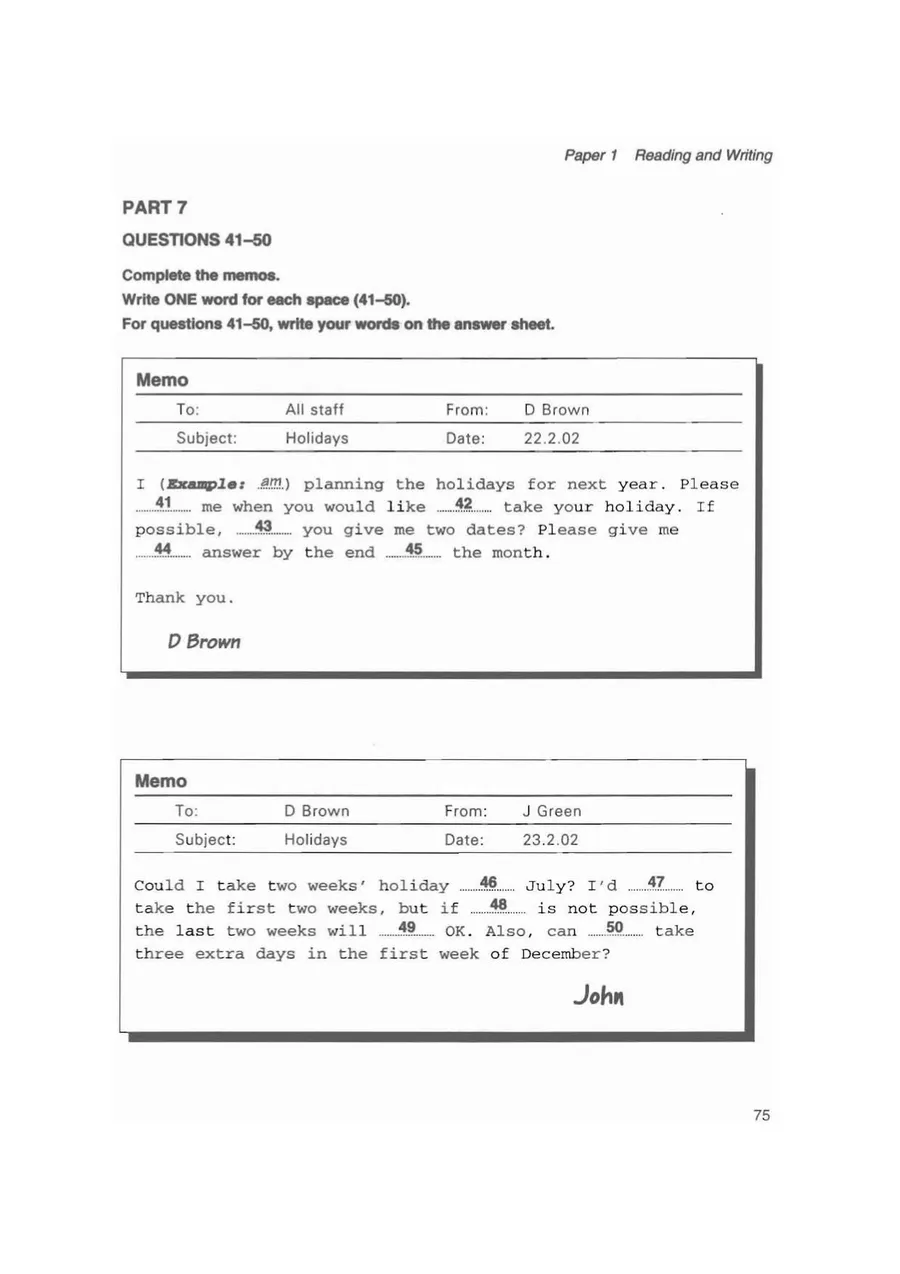 Paper 1 Reading and Writing
PART 7
QUESTIONS 41–50
Complete the memos.
Write ONE word for each space (41–50).
For questions 41–50, write your words on the answer sheet.
Memo
To: All staff From: D Brown
Subject: Holidays Date: 22.2.02
I (Example: ..am..) planning the holidays for next year. Please
......41...... me when you would like ......42...... take your holiday. If
possible, ......43...... you give me two dates? Please give me
......44...... answer by the end ......45...... the month.
Thank you.
D Brown
Memo
To: D Brown From: J Green
Subject: Holidays Date: 23.2.02
Could I take two weeks' holiday ......46...... July? I'd ......47...... to
take the first two weeks, but if ......48...... is not possible,
the last two weeks will ......49...... OK. Also, can ......50...... take
three extra days in the first week of December?
John
75